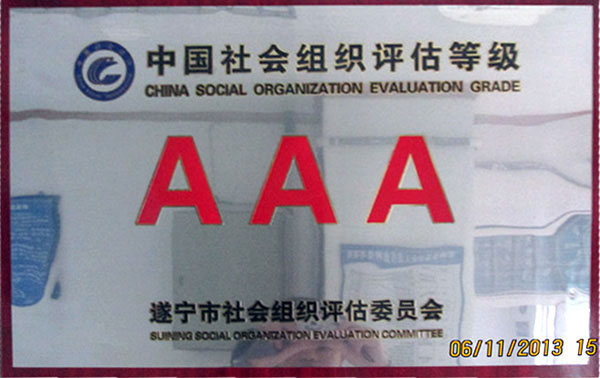 中国社会组织评估等级
CHINA SOCIAL ORGANIZATION EVALUATION GRADE
AAA
遂宁市社会组织评估委员会
SUINING SOCIAL ORGANIZATION EVALUATION COMMITTEE
06/11/2013 15